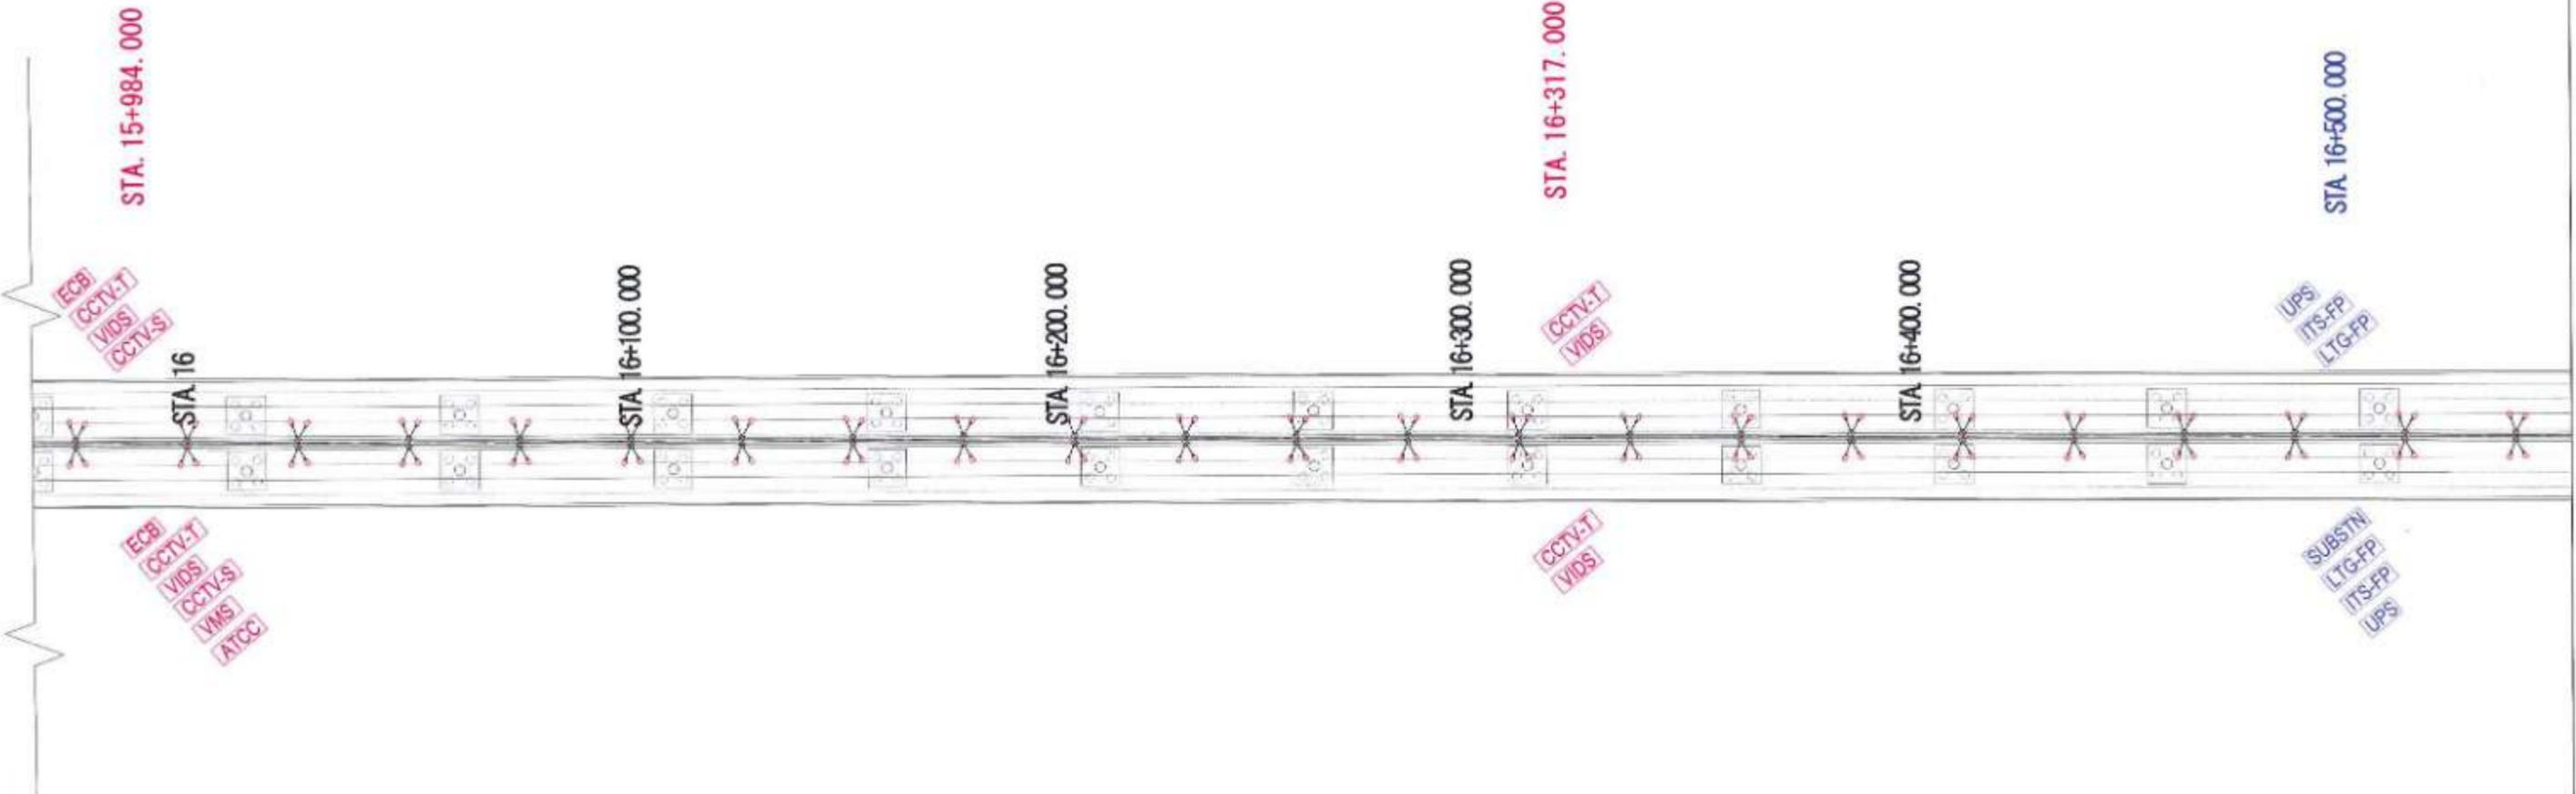 STA. 15+984.000
STA. 16+317.000
STA. 16+500.000
ECB
CCTV-T
VIDS
CCTV-S
STA. 16
STA. 16+100.000
STA. 16+200.000
STA. 16+300.000
CCTV-T
VIDS
STA. 16+400.000
UPS
ITS-FP
LTG-FP
ECB
CCTV-T
VIDS
CCTV-S
VMS
ATCC
CCTV-T
VIDS
SUBSTN
LTG-FP
ITS-FP
UPS